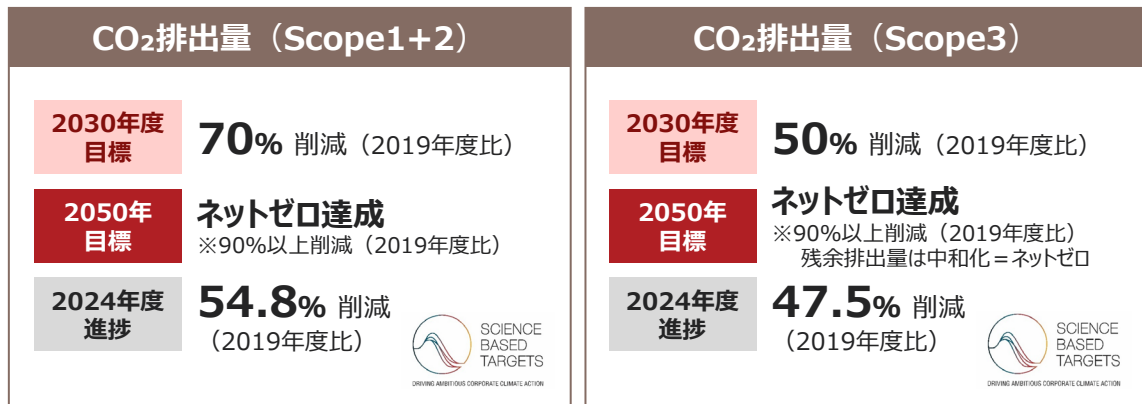 CO₂排出量（Scope1+2）
2030年度
目標
70% 削減（2019年度比）
2050年
目標
ネットゼロ達成
※90%以上削減（2019年度比）
2024年度
進捗
54.8% 削減
（2019年度比）
SCIENCE
BASED
TARGETS
DRIVING AMBITIOUS CORPORATE CLIMATE ACTION
CO₂排出量（Scope3）
2030年度
目標
50% 削減（2019年度比）
2050年
目標
ネットゼロ達成
※90%以上削減（2019年度比）
残余排出量は中和化＝ネットゼロ
2024年度
進捗
47.5% 削減
（2019年度比）
SCIENCE
BASED
TARGETS
DRIVING AMBITIOUS CORPORATE CLIMATE ACTION